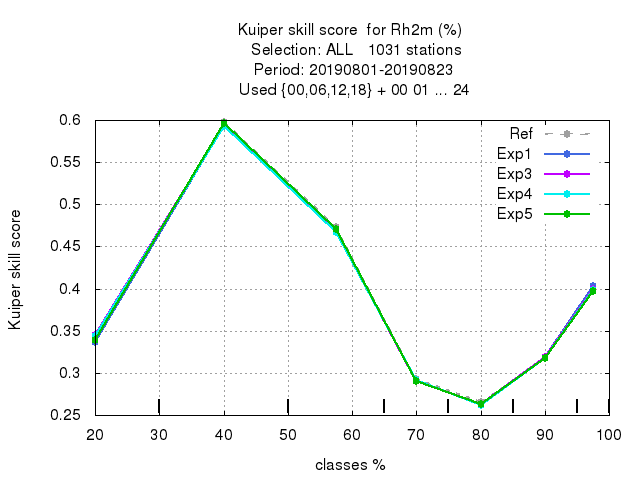 Kuiper skill score  for Rh2m (%)
Selection: ALL   1031 stations
Period: 20190801-20190823
Used {00,06,12,18} + 00 01 ... 24
Ref
Exp1
Exp3
Exp4
Exp5
0.6
0.55
0.5
0.45
0.4
0.35
0.3
0.25
Kuiper skill score
20 30 40 50 60 70 80 90 100
classes %